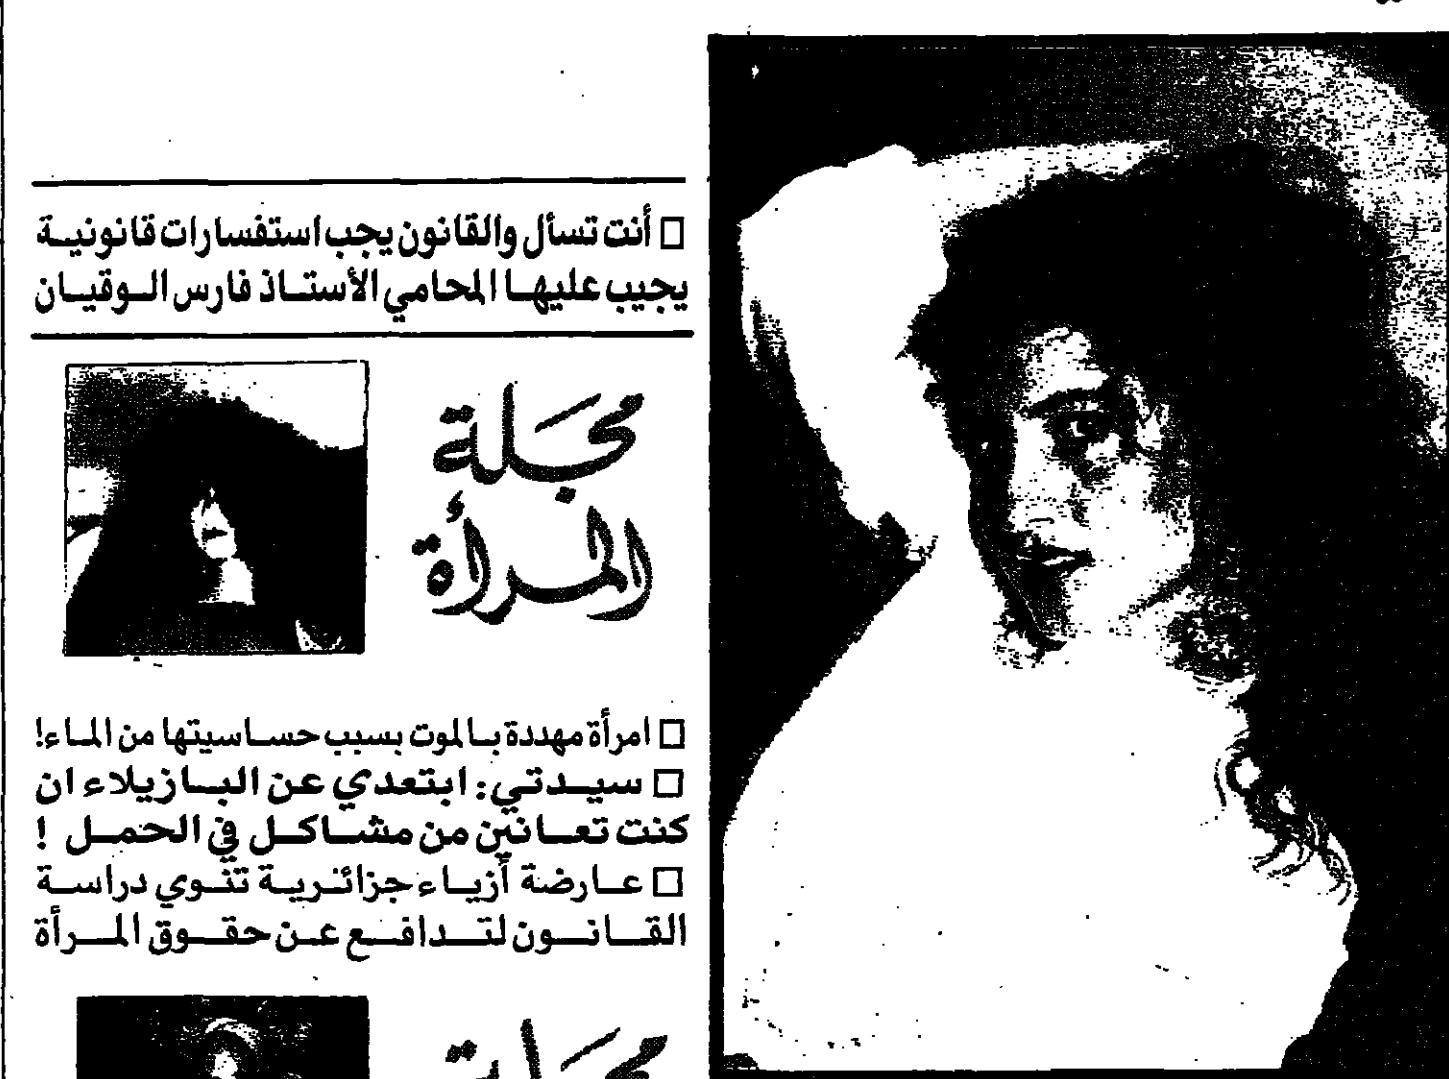 □ أنت تسأل والقانون يجب استفسارات قانونية
يجيب عليها المحامي الأستاذ فارس الوقيان
مجلة
المرأة
□ امرأة مهددة بالموت بسبب حساسيتها من الماء!
□ سيدتي: ابتعدي عن البازيلاء ان
كنت تعانين من مشاكل في الحمل !
□ عارضة أزياء جزائرية تنوي دراسة
القانون لتدافع عن حقوق المرأة